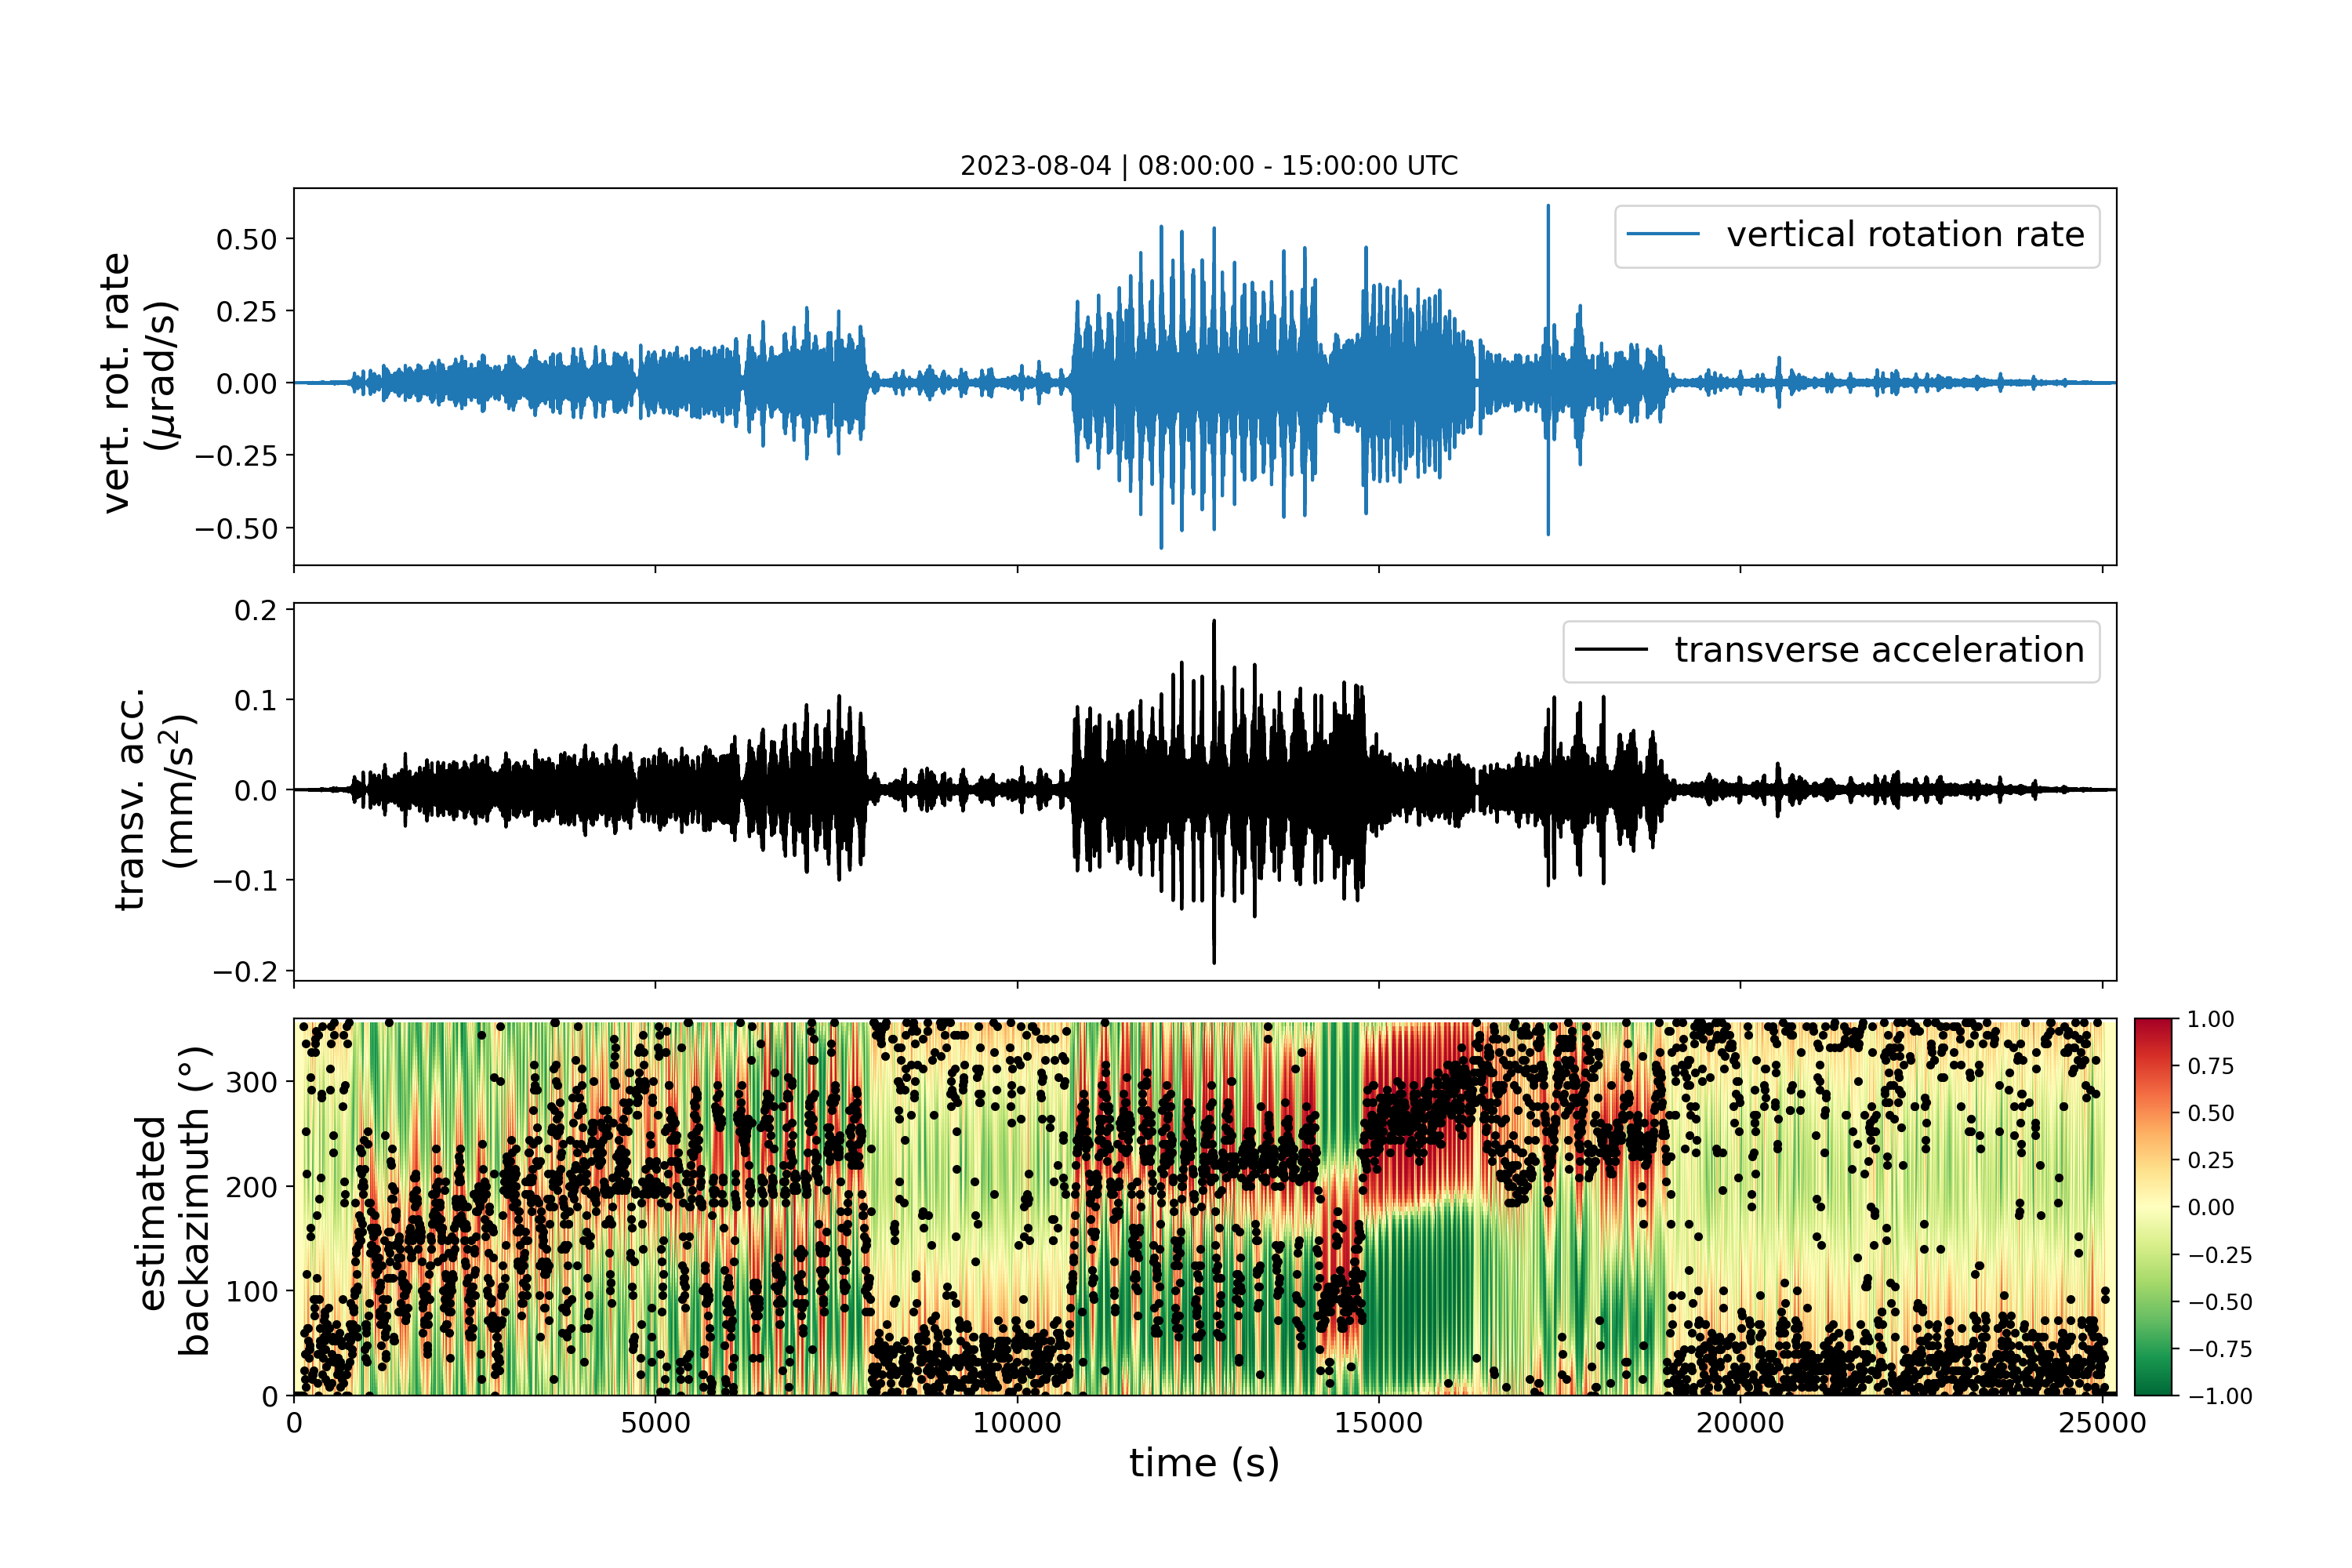 2023-08-04 | 08:00:00 - 15:00:00 UTC
vert. rot. rate
(μrad/s)
0.50
0.25
0.00
−0.25
−0.50
vertical rotation rate
transv. acc.
(mm/s²)
0.2
0.1
0.0
−0.1
−0.2
transverse acceleration
estimated
backazimuth (°)
300
200
100
0
0 5000 10000 15000 20000 25000
time (s)
1.00
0.75
0.50
0.25
0.00
−0.25
−0.50
−0.75
−1.00